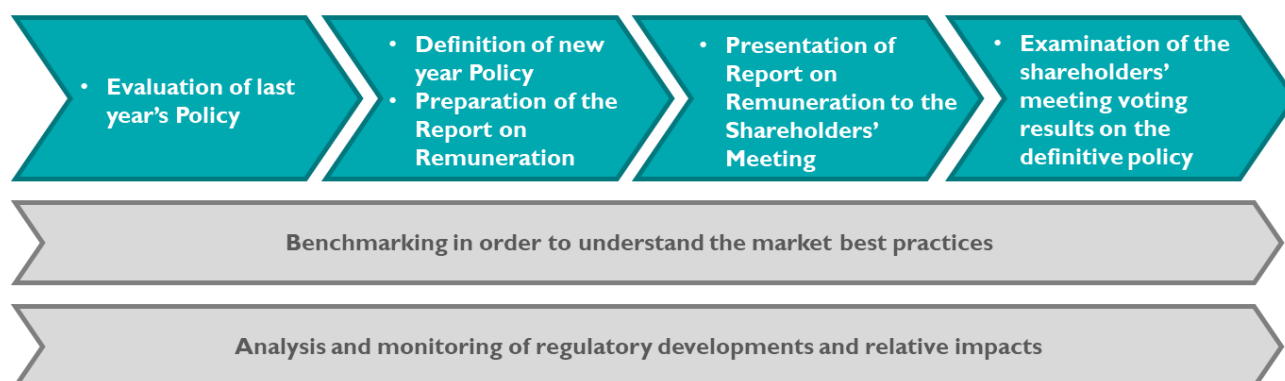 • Evaluation of last
year's Policy
• Definition of new
year Policy
• Preparation of the
Report on
Remuneration
• Presentation of
Report on
Remuneration to the
Shareholders'
Meeting
• Examination of the
shareholders'
meeting voting
results on the
definitive policy
Benchmarking in order to understand the market best practices
Analysis and monitoring of regulatory developments and relative impacts